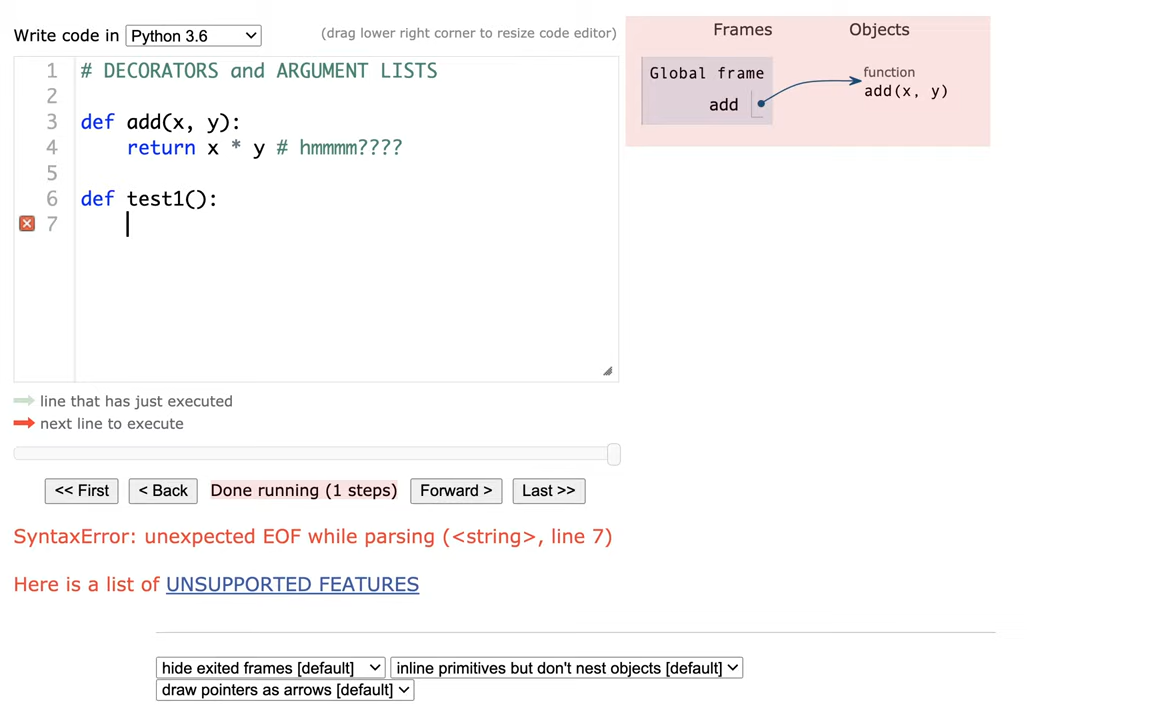 Write code in Python 3.6 (drag lower right corner to resize code editor)
1 # DECORATORS and ARGUMENT LISTS
2
3 def add(x, y):
4     return x * y # hmmmm????
5
6 def test1():
7
line that has just executed
next line to execute
<< First < Back Done running (1 steps) Forward > Last >>
SyntaxError: unexpected EOF while parsing (<string>, line 7)
Here is a list of UNSUPPORTED FEATURES
hide exited frames [default] inline primitives but don't nest objects [default]
draw pointers as arrows [default]
Frames Objects
Global frame
add
function
add(x, y)